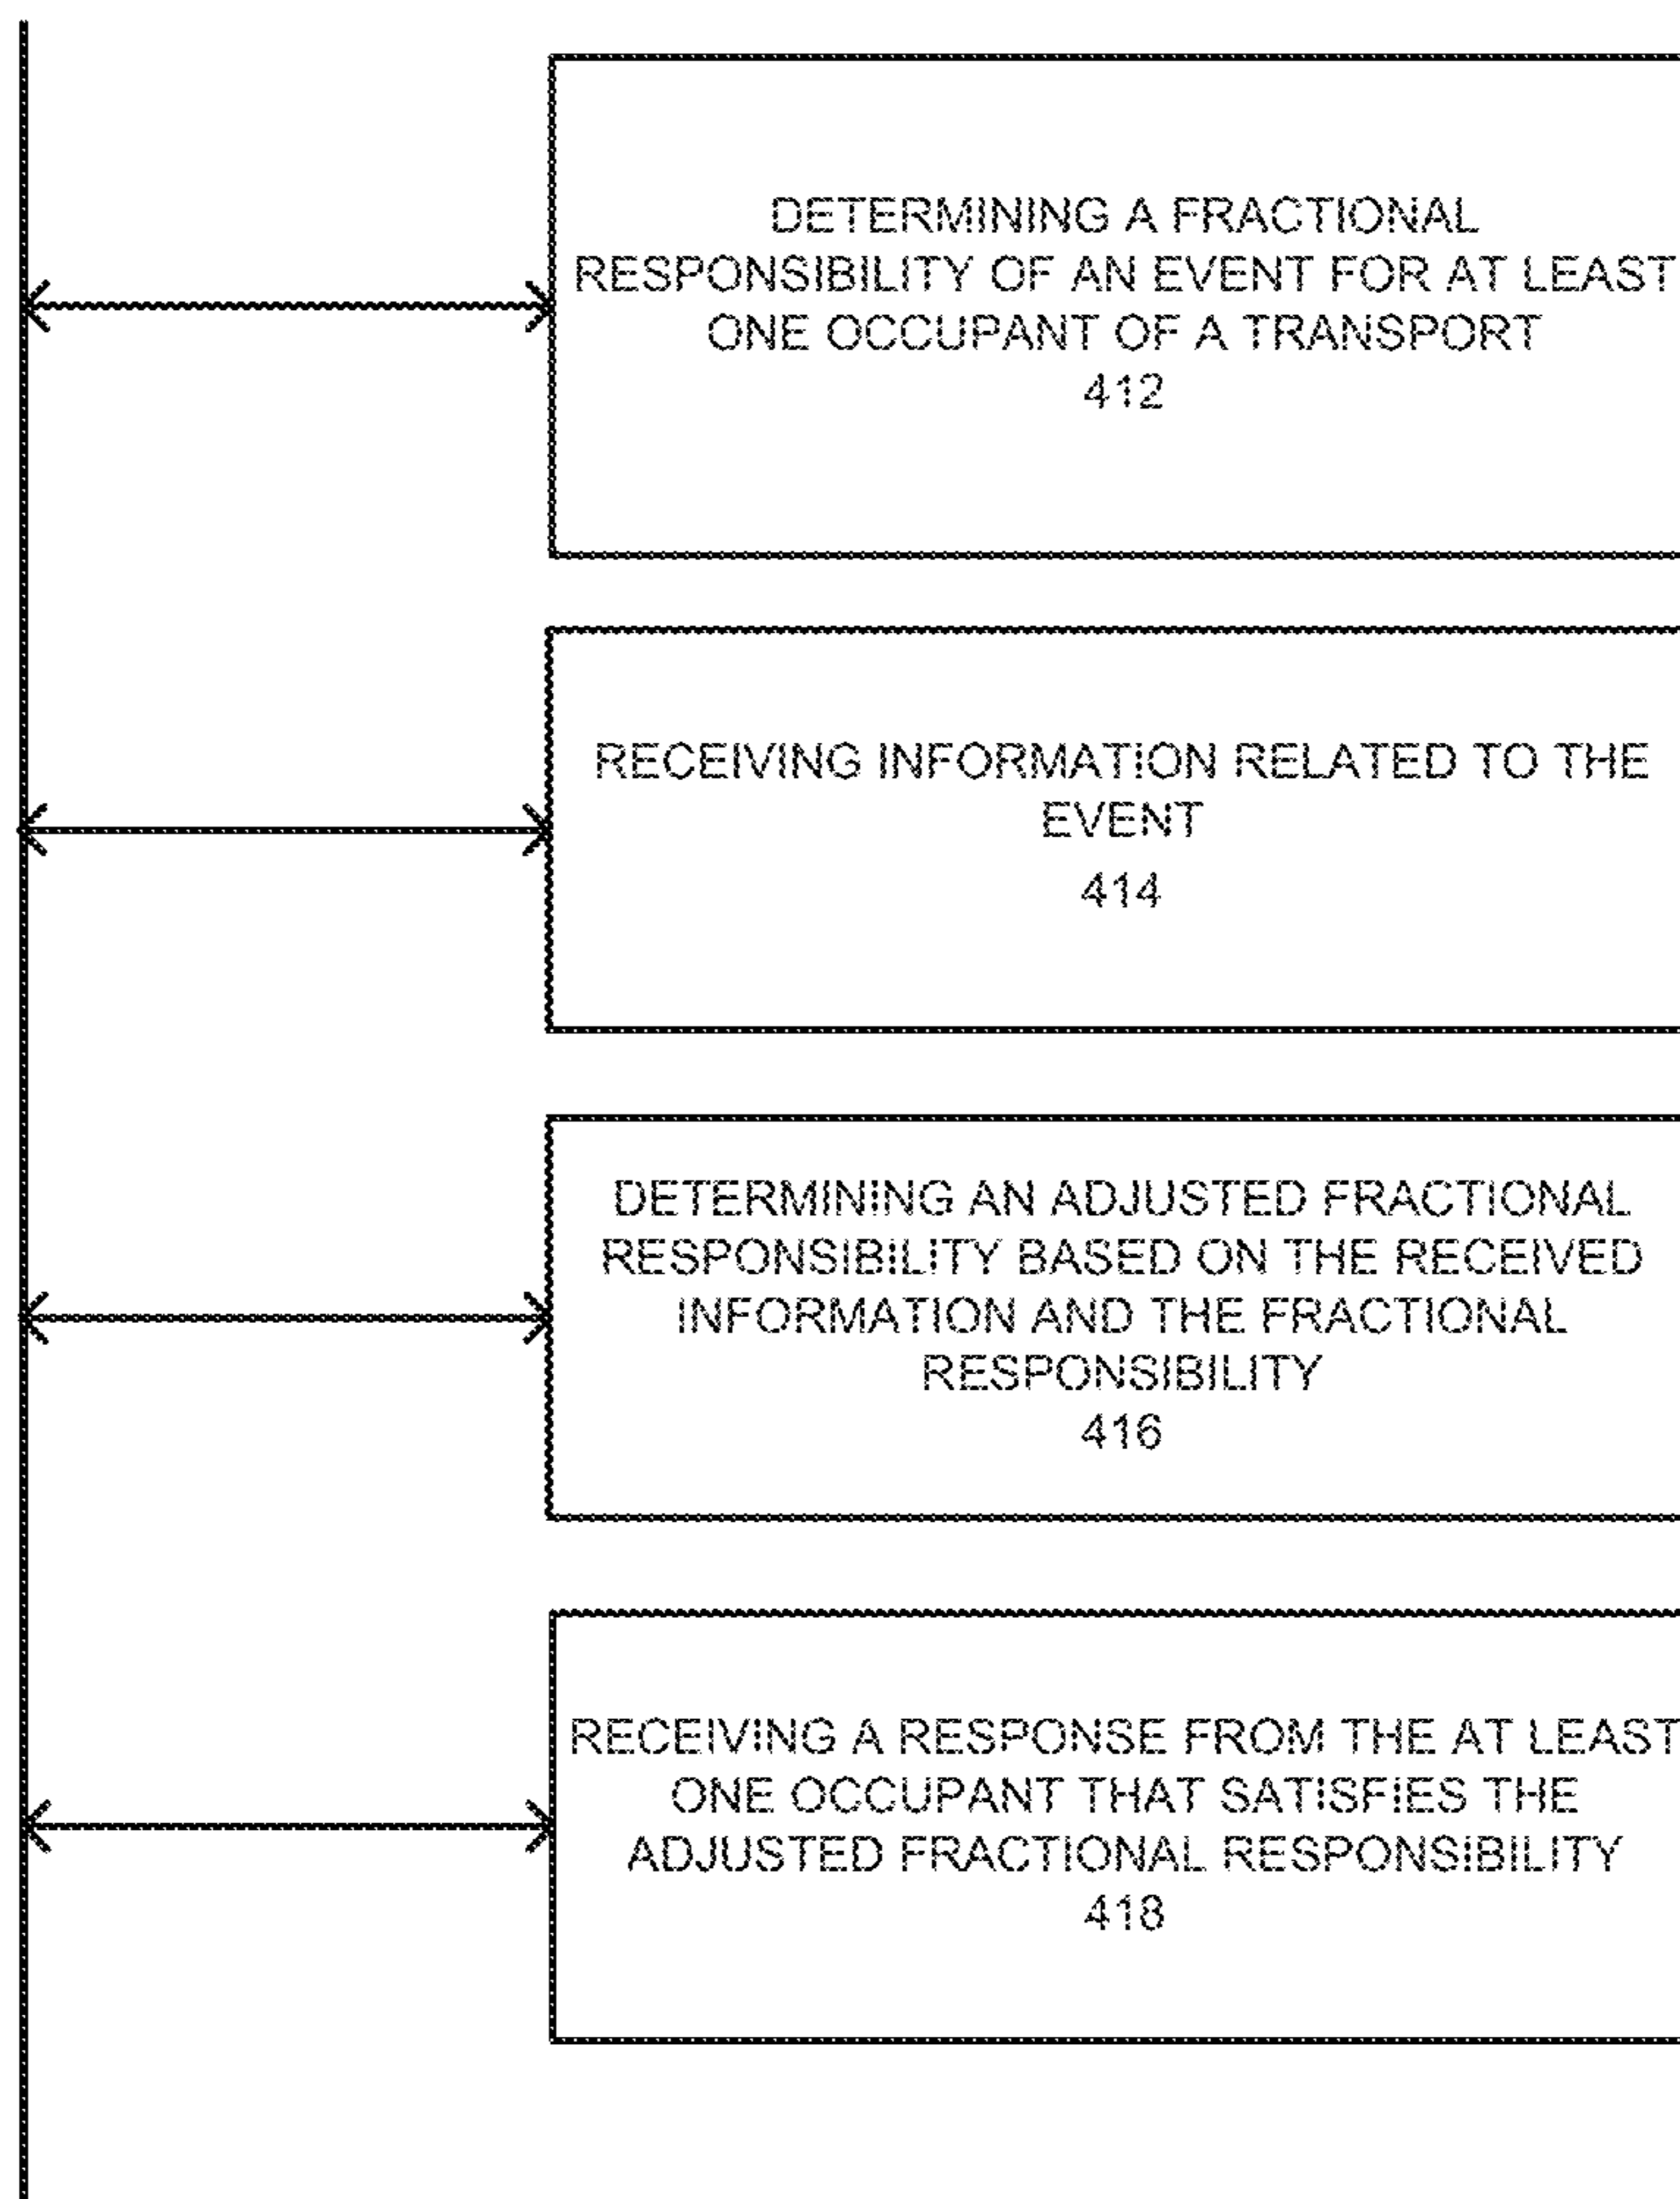 DETERMINING A FRACTIONAL
RESPONSIBILITY OF AN EVENT FOR AT LEAST
ONE OCCUPANT OF A TRANSPORT
412
RECEIVING INFORMATION RELATED TO THE
EVENT
414
DETERMINING AN ADJUSTED FRACTIONAL
RESPONSIBILITY BASED ON THE RECEIVED
INFORMATION AND THE FRACTIONAL
RESPONSIBILITY
416
RECEIVING A RESPONSE FROM THE AT LEAST
ONE OCCUPANT THAT SATISFIES THE
ADJUSTED FRACTIONAL RESPONSIBILITY
418